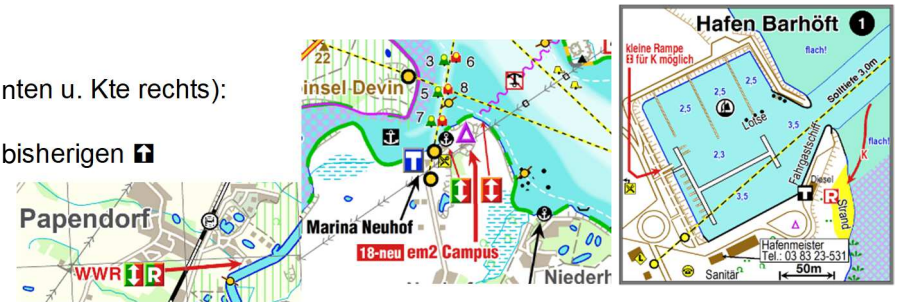 nten u. Kte rechts):
bisherigen
Papendorf
WWR R
22
insel Devin
3 6
5 8
7
T
Marina Neuhof
18-neu em2 Campus
Niederh
Hafen Barhöft 1
kleine Rampe
für K möglich
flach!
Solltiefe 3,0m
2,5
2,5
2,5
Lotse
3,5
2,3
flach!
K
Fahrgastschiff
Diesel
T R
Strand
3,5
Hafenmeister
Tel.: 03 83 23-531
Sanitär
50m